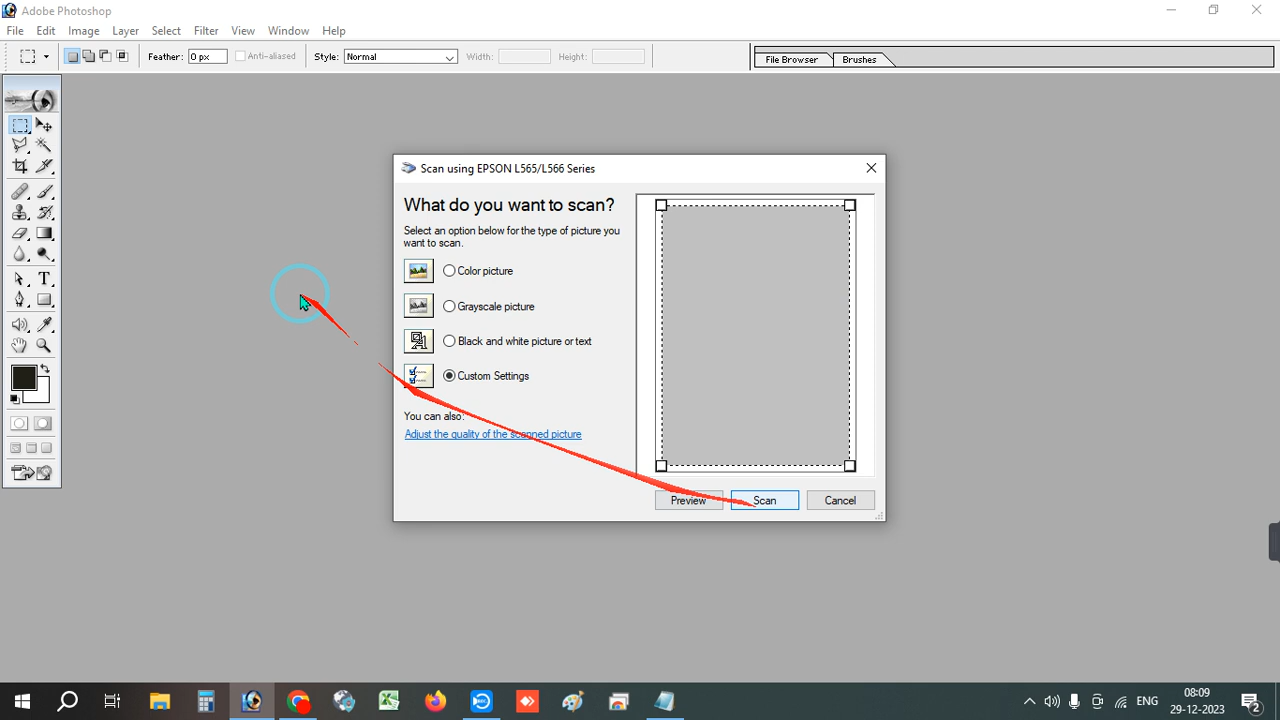 Adobe Photoshop
File Edit Image Layer Select Filter View Window Help
Feather: 0 px Anti-aliased Style: Normal Width: Height: File Browser Brushes
Scan using EPSON L565/L566 Series
What do you want to scan?
Select an option below for the type of picture you
want to scan.
Color picture
Grayscale picture
Black and white picture or text
Custom Settings
You can also:
Adjust the quality of the scanned picture
Preview Scan Cancel
ENG 08:09
29-12-2023 2